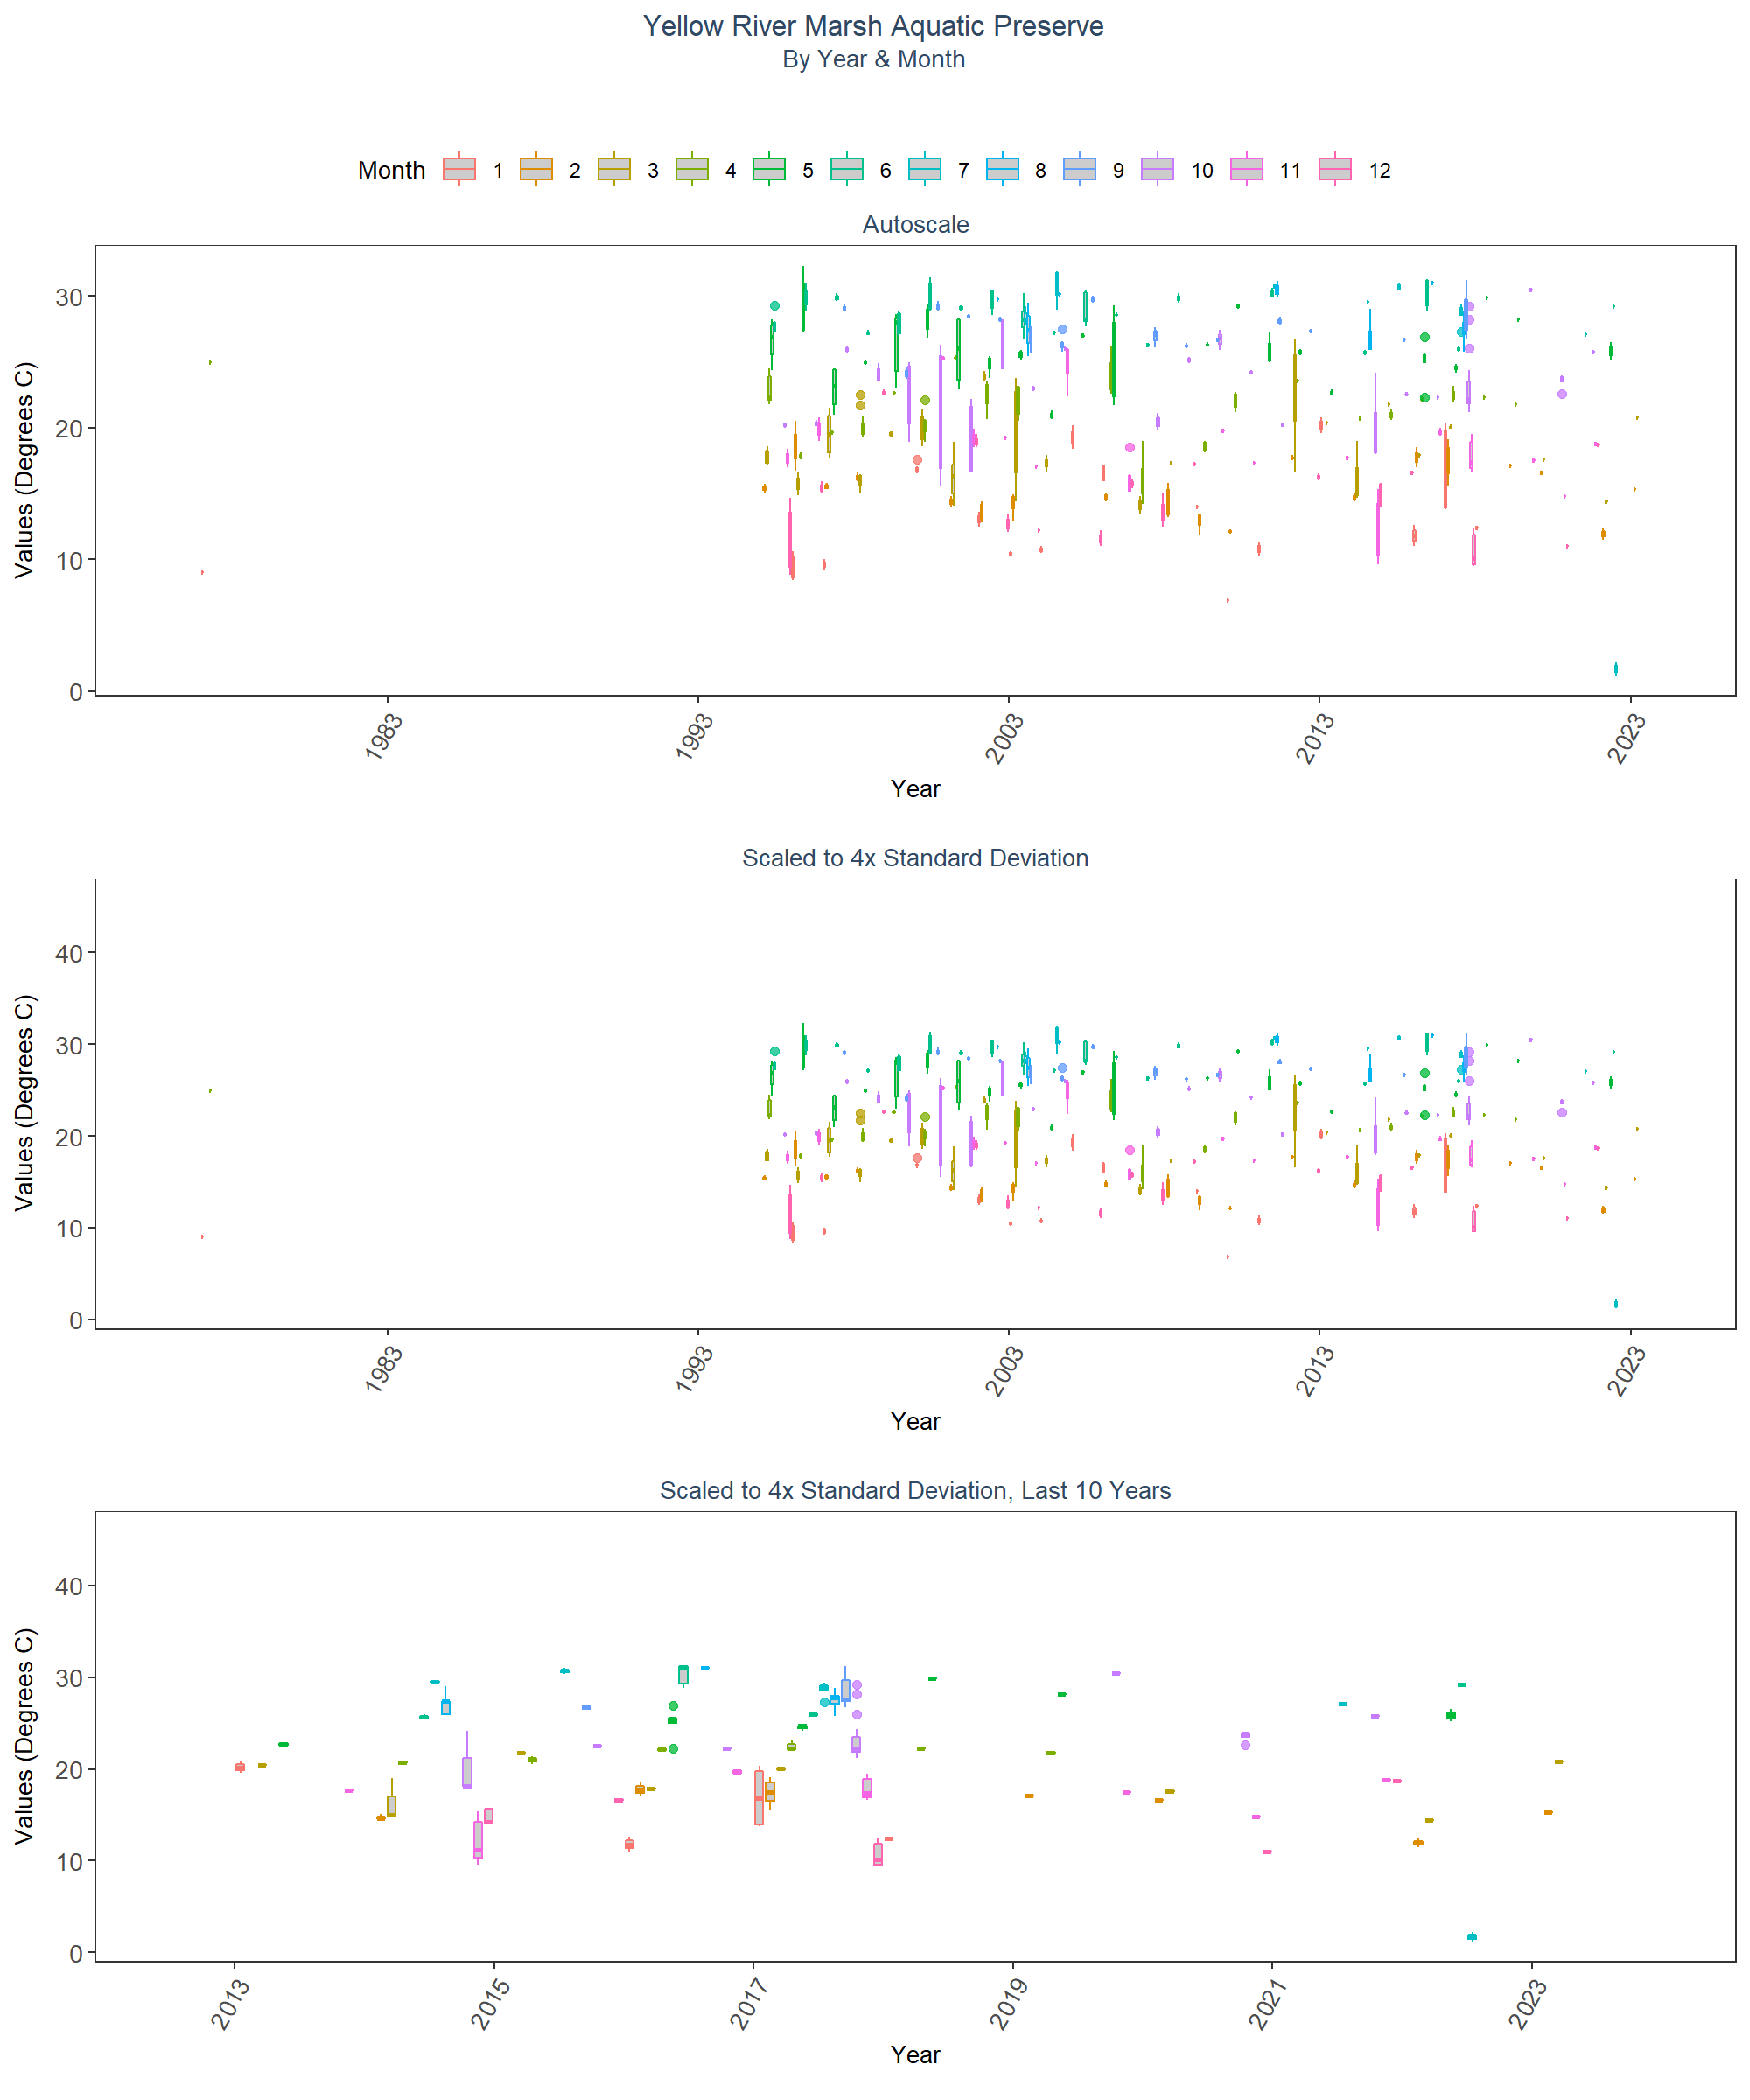 Yellow River Marsh Aquatic Preserve
By Year & Month
Month 1 2 3 4 5 6 7 8 9 10 11 12
Autoscale
Values (Degrees C)
30
20
10
0
1983 1993 2003 2013 2023
Year
Scaled to 4x Standard Deviation
Values (Degrees C)
40
30
20
10
0
1983 1993 2003 2013 2023
Year
Scaled to 4x Standard Deviation, Last 10 Years
Values (Degrees C)
40
30
20
10
0
2013 2015 2017 2019 2021 2023
Year